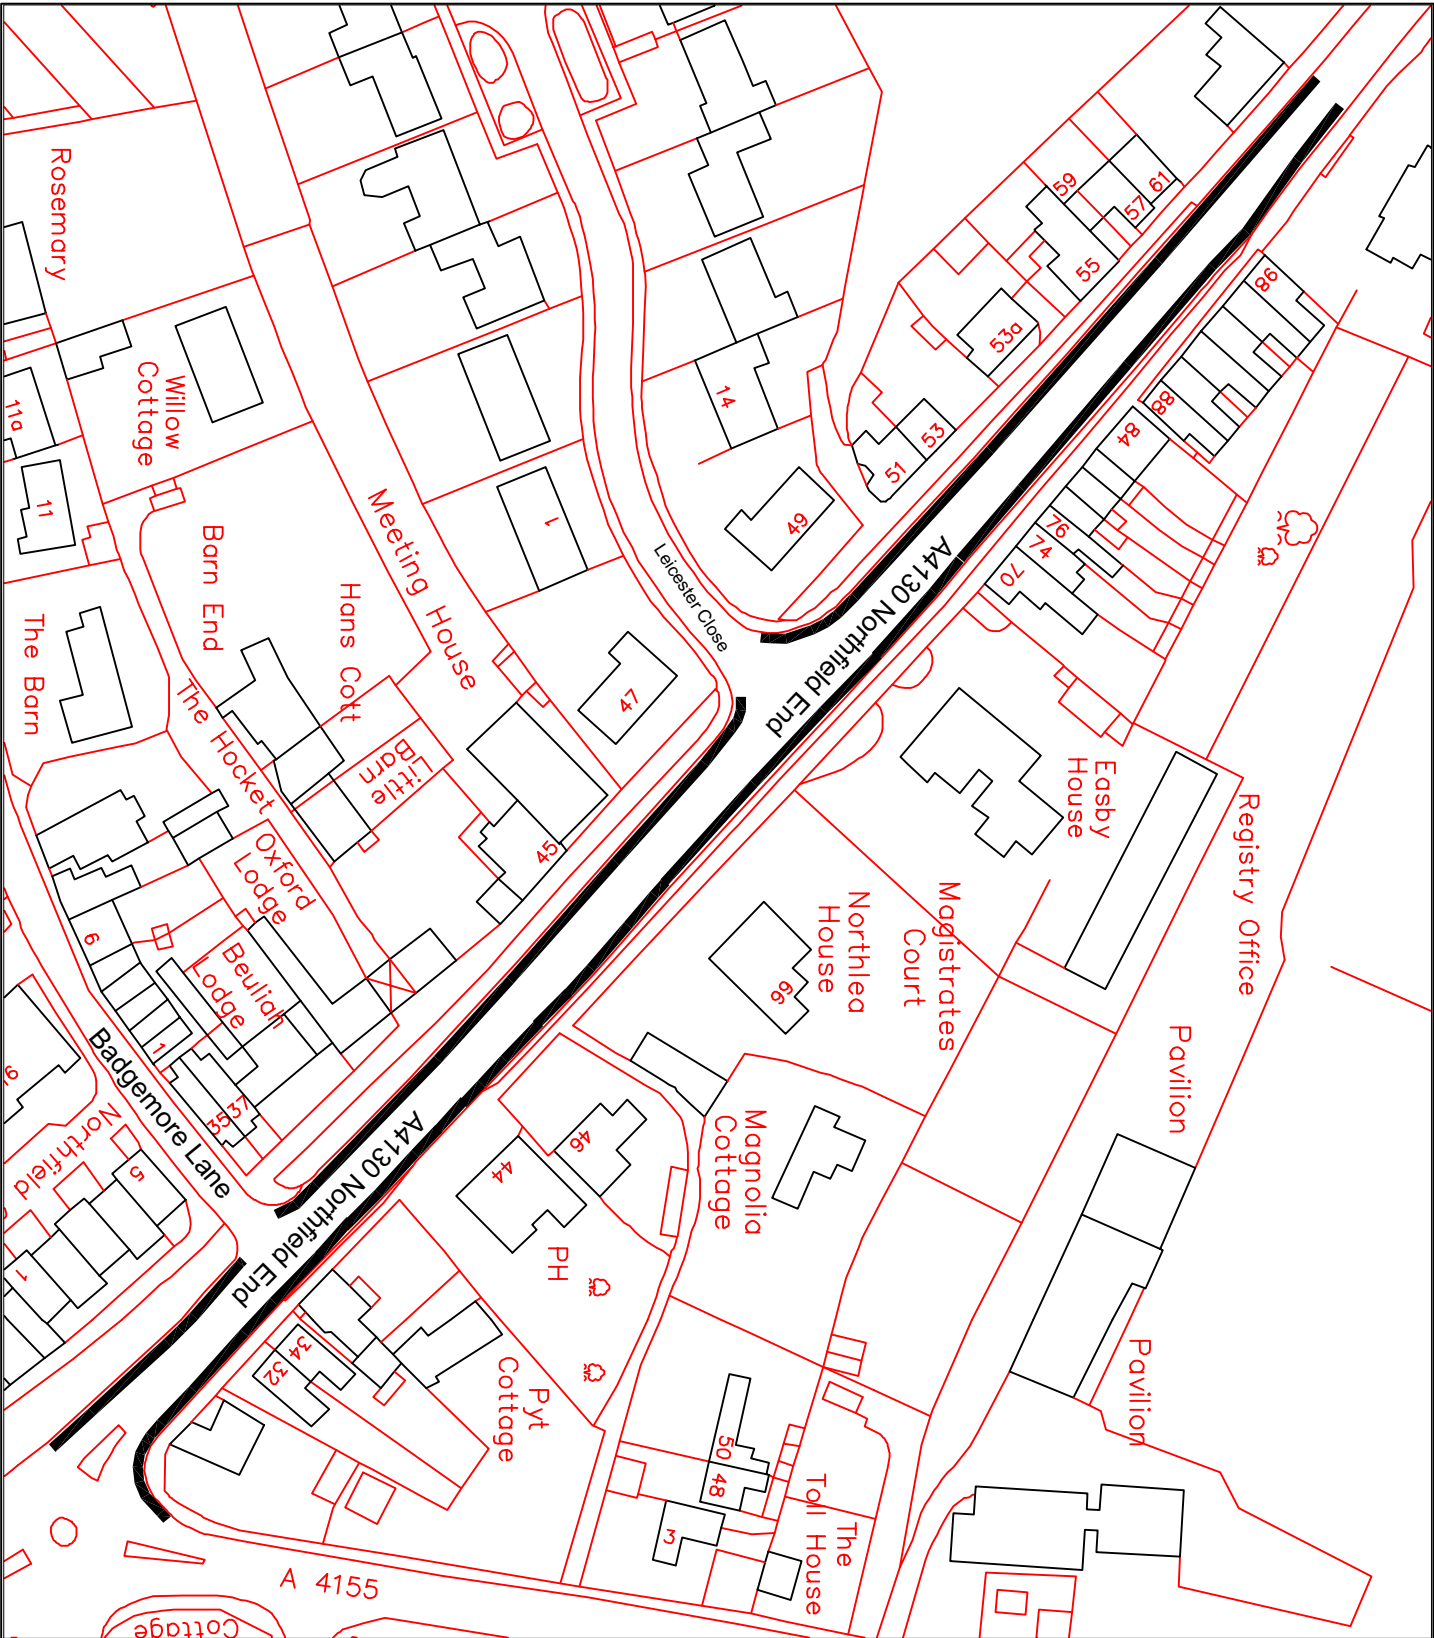 Rosemary
Willow
Cottage
11a
11
The Barn
Barn End
Hans Cott
Meeting House
The Hocket
Little
Barn
Oxford
Lodge
Beuliah
Lodge
6
1
3537
Badgemore Lane
Northfield
5
1
14
1
Leicester Close
49
47
45
51
53
53a
55
57
59
61
86
88
84
76
74
70
A4130 Northfield End
Easby
House
Registry Office
Magistrates
Court
Northlea
House
66
Pavilion
Pavilion
Magnolia
Cottage
46
44
PH
A4130 Northfield End
34
32
Pyt
Cottage
50
48
3
The
Toll House
A 4155
Cottage